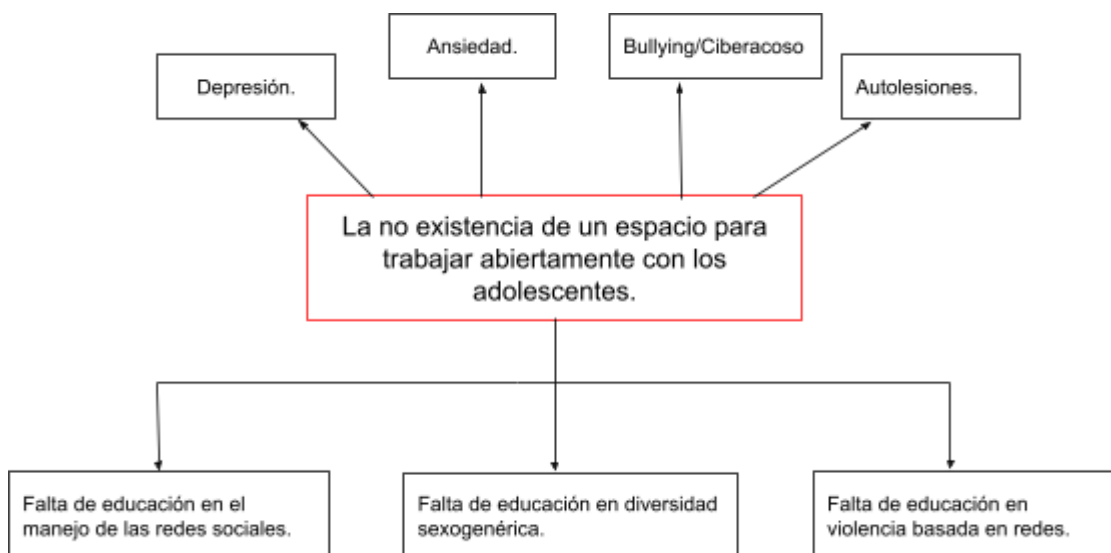 Depresión.
Ansiedad.
Bullying/Ciberacoso
Autolesiones.
La no existencia de un espacio para
trabajar abiertamente con los
adolescentes.
Falta de educación en el
manejo de las redes sociales.
Falta de educación en diversidad
sexogenérica.
Falta de educación en
violencia basada en redes.